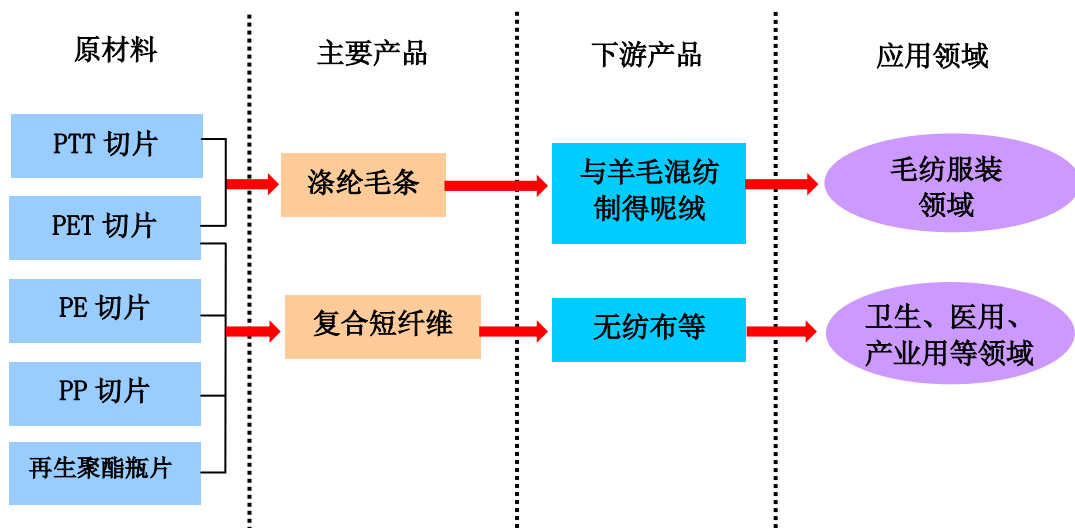 原材料
主要产品
下游产品
应用领域
PTT 切片
PET 切片
PE 切片
PP 切片
再生聚酯瓶片
涤纶毛条
复合短纤维
与羊毛混纺
制得呢绒
无纺布等
毛纺服装
领域
卫生、医用、
产业用等领域